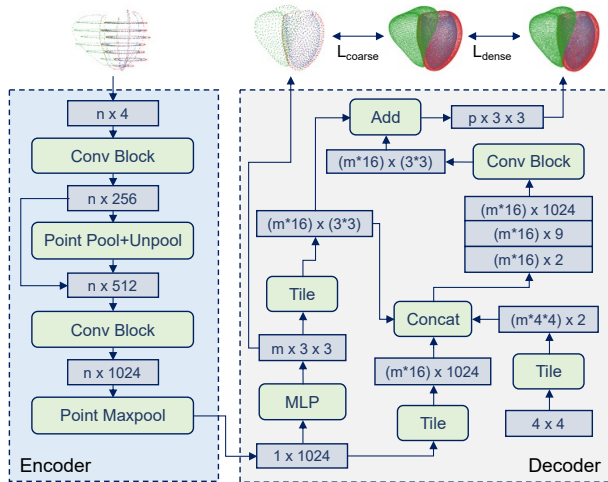 L coarse
L dense
n x 4
Conv Block
n x 256
Point Pool+Unpool
n x 512
Conv Block
n x 1024
Point Maxpool
Encoder
Add
p x 3 x 3
(m*16) x (3*3)
Conv Block
(m*16) x 1024
(m*16) x 9
(m*16) x 2
(m*16) x (3*3)
Tile
Concat
(m*4*4) x 2
m x 3 x 3
(m*16) x 1024
Tile
MLP
Tile
4 x 4
1 x 1024
Decoder